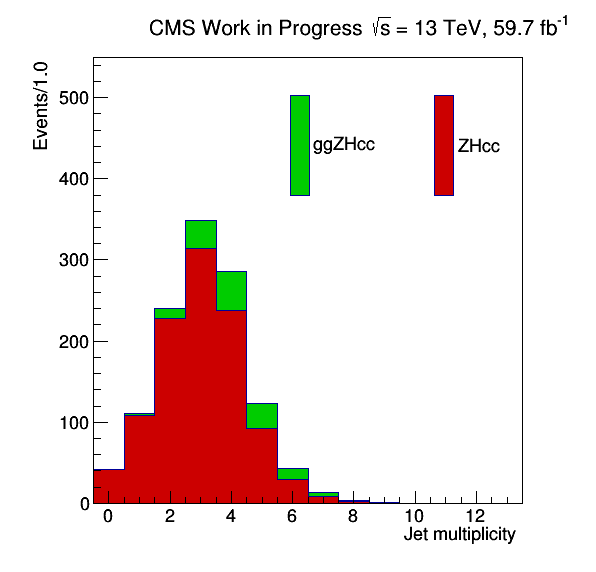 CMS Work in Progress √s = 13 TeV, 59.7 fb⁻¹
Events/1.0
500
400
300
200
100
0
ggZHcc
ZHcc
0 2 4 6 8 10 12
Jet multiplicity